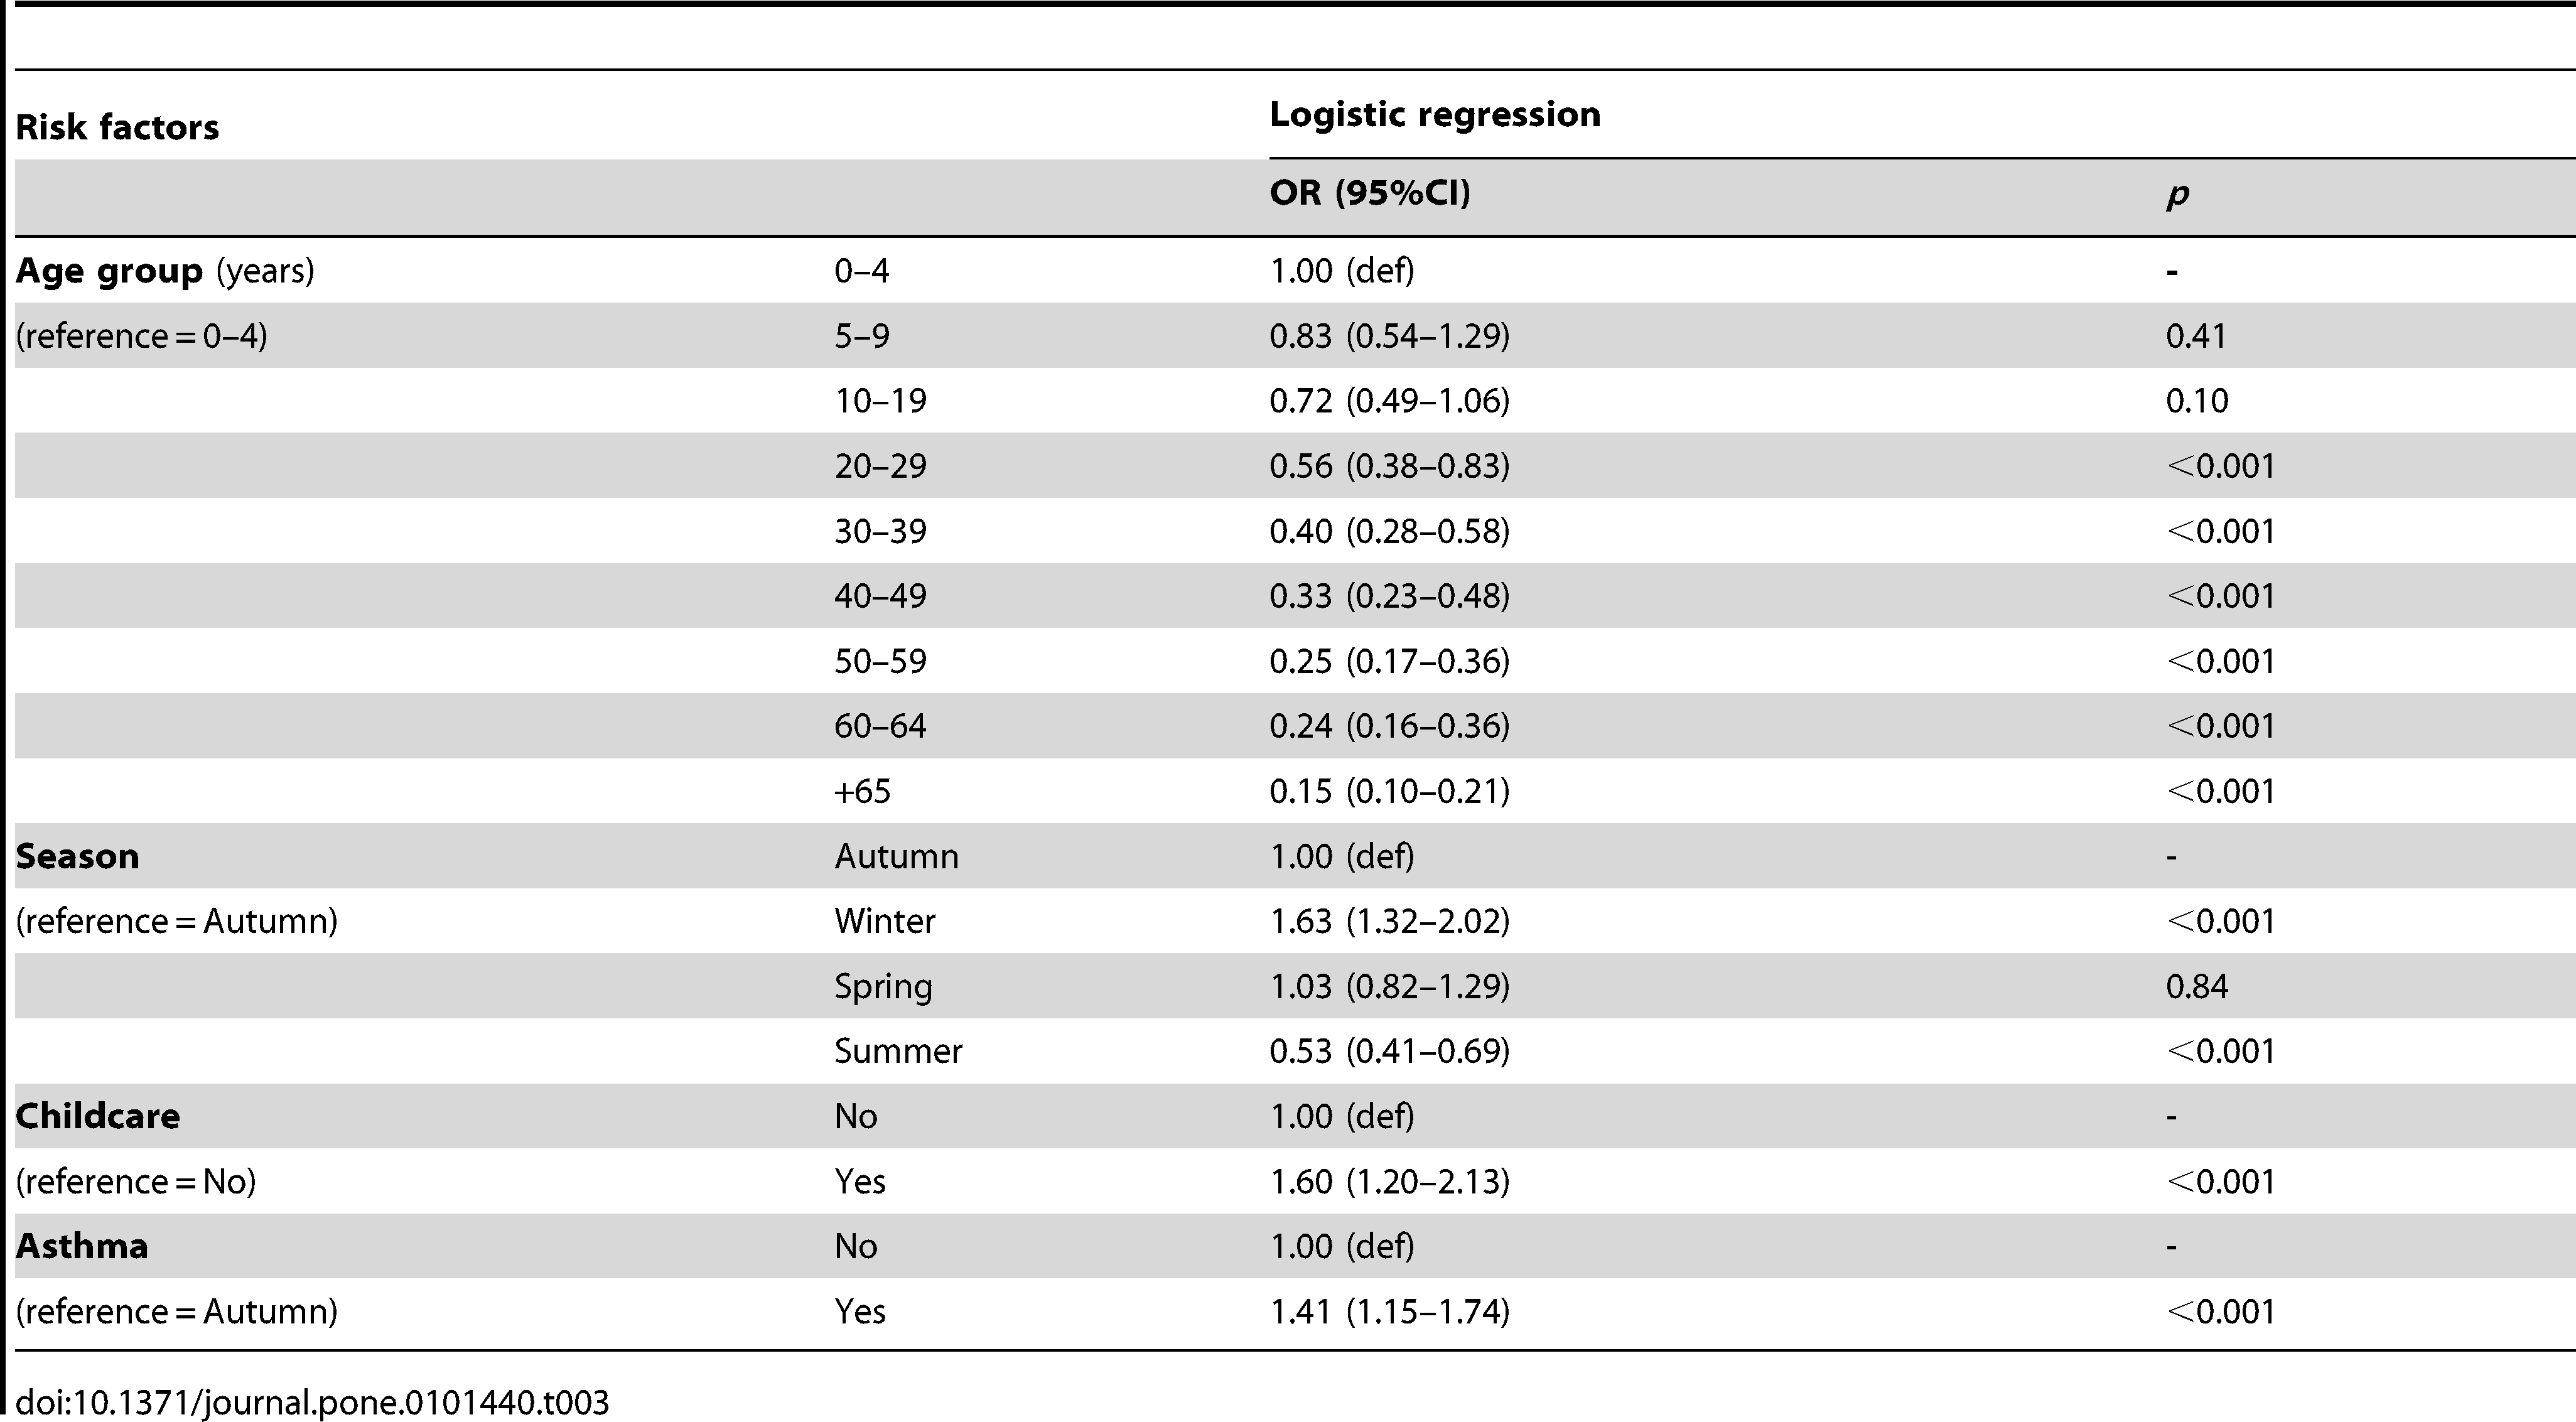 Risk factors Logistic regression
OR (95%CI) p
Age group (years) 0–4 1.00 (def) -
(reference = 0–4) 5–9 0.83 (0.54–1.29) 0.41
10–19 0.72 (0.49–1.06) 0.10
20–29 0.56 (0.38–0.83) <0.001
30–39 0.40 (0.28–0.58) <0.001
40–49 0.33 (0.23–0.48) <0.001
50–59 0.25 (0.17–0.36) <0.001
60–64 0.24 (0.16–0.36) <0.001
+65 0.15 (0.10–0.21) <0.001
Season Autumn 1.00 (def) -
(reference = Autumn) Winter 1.63 (1.32–2.02) <0.001
Spring 1.03 (0.82–1.29) 0.84
Summer 0.53 (0.41–0.69) <0.001
Childcare No 1.00 (def) -
(reference = No) Yes 1.60 (1.20–2.13) <0.001
Asthma No 1.00 (def) -
(reference = Autumn) Yes 1.41 (1.15–1.74) <0.001
doi:10.1371/journal.pone.0101440.t003